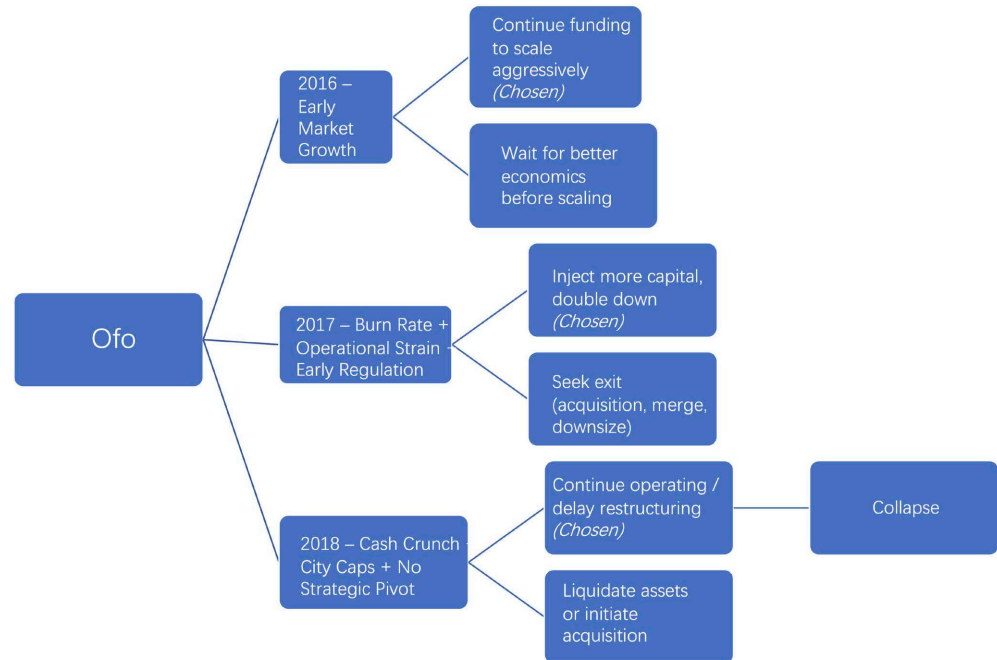 Continue funding
to scale
aggressively
(Chosen)
2016 –
Early
Market
Growth
Wait for better
economics
before scaling
Ofo
Inject more capital,
double down
(Chosen)
2017 – Burn Rate +
Operational Strain -
Early Regulation
Seek exit
(acquisition, merge,
downsize)
Continue operating /
delay restructuring
(Chosen)
Collapse
2018 – Cash Crunch -
City Caps + No
Strategic Pivot
Liquidate assets
or initiate
acquisition